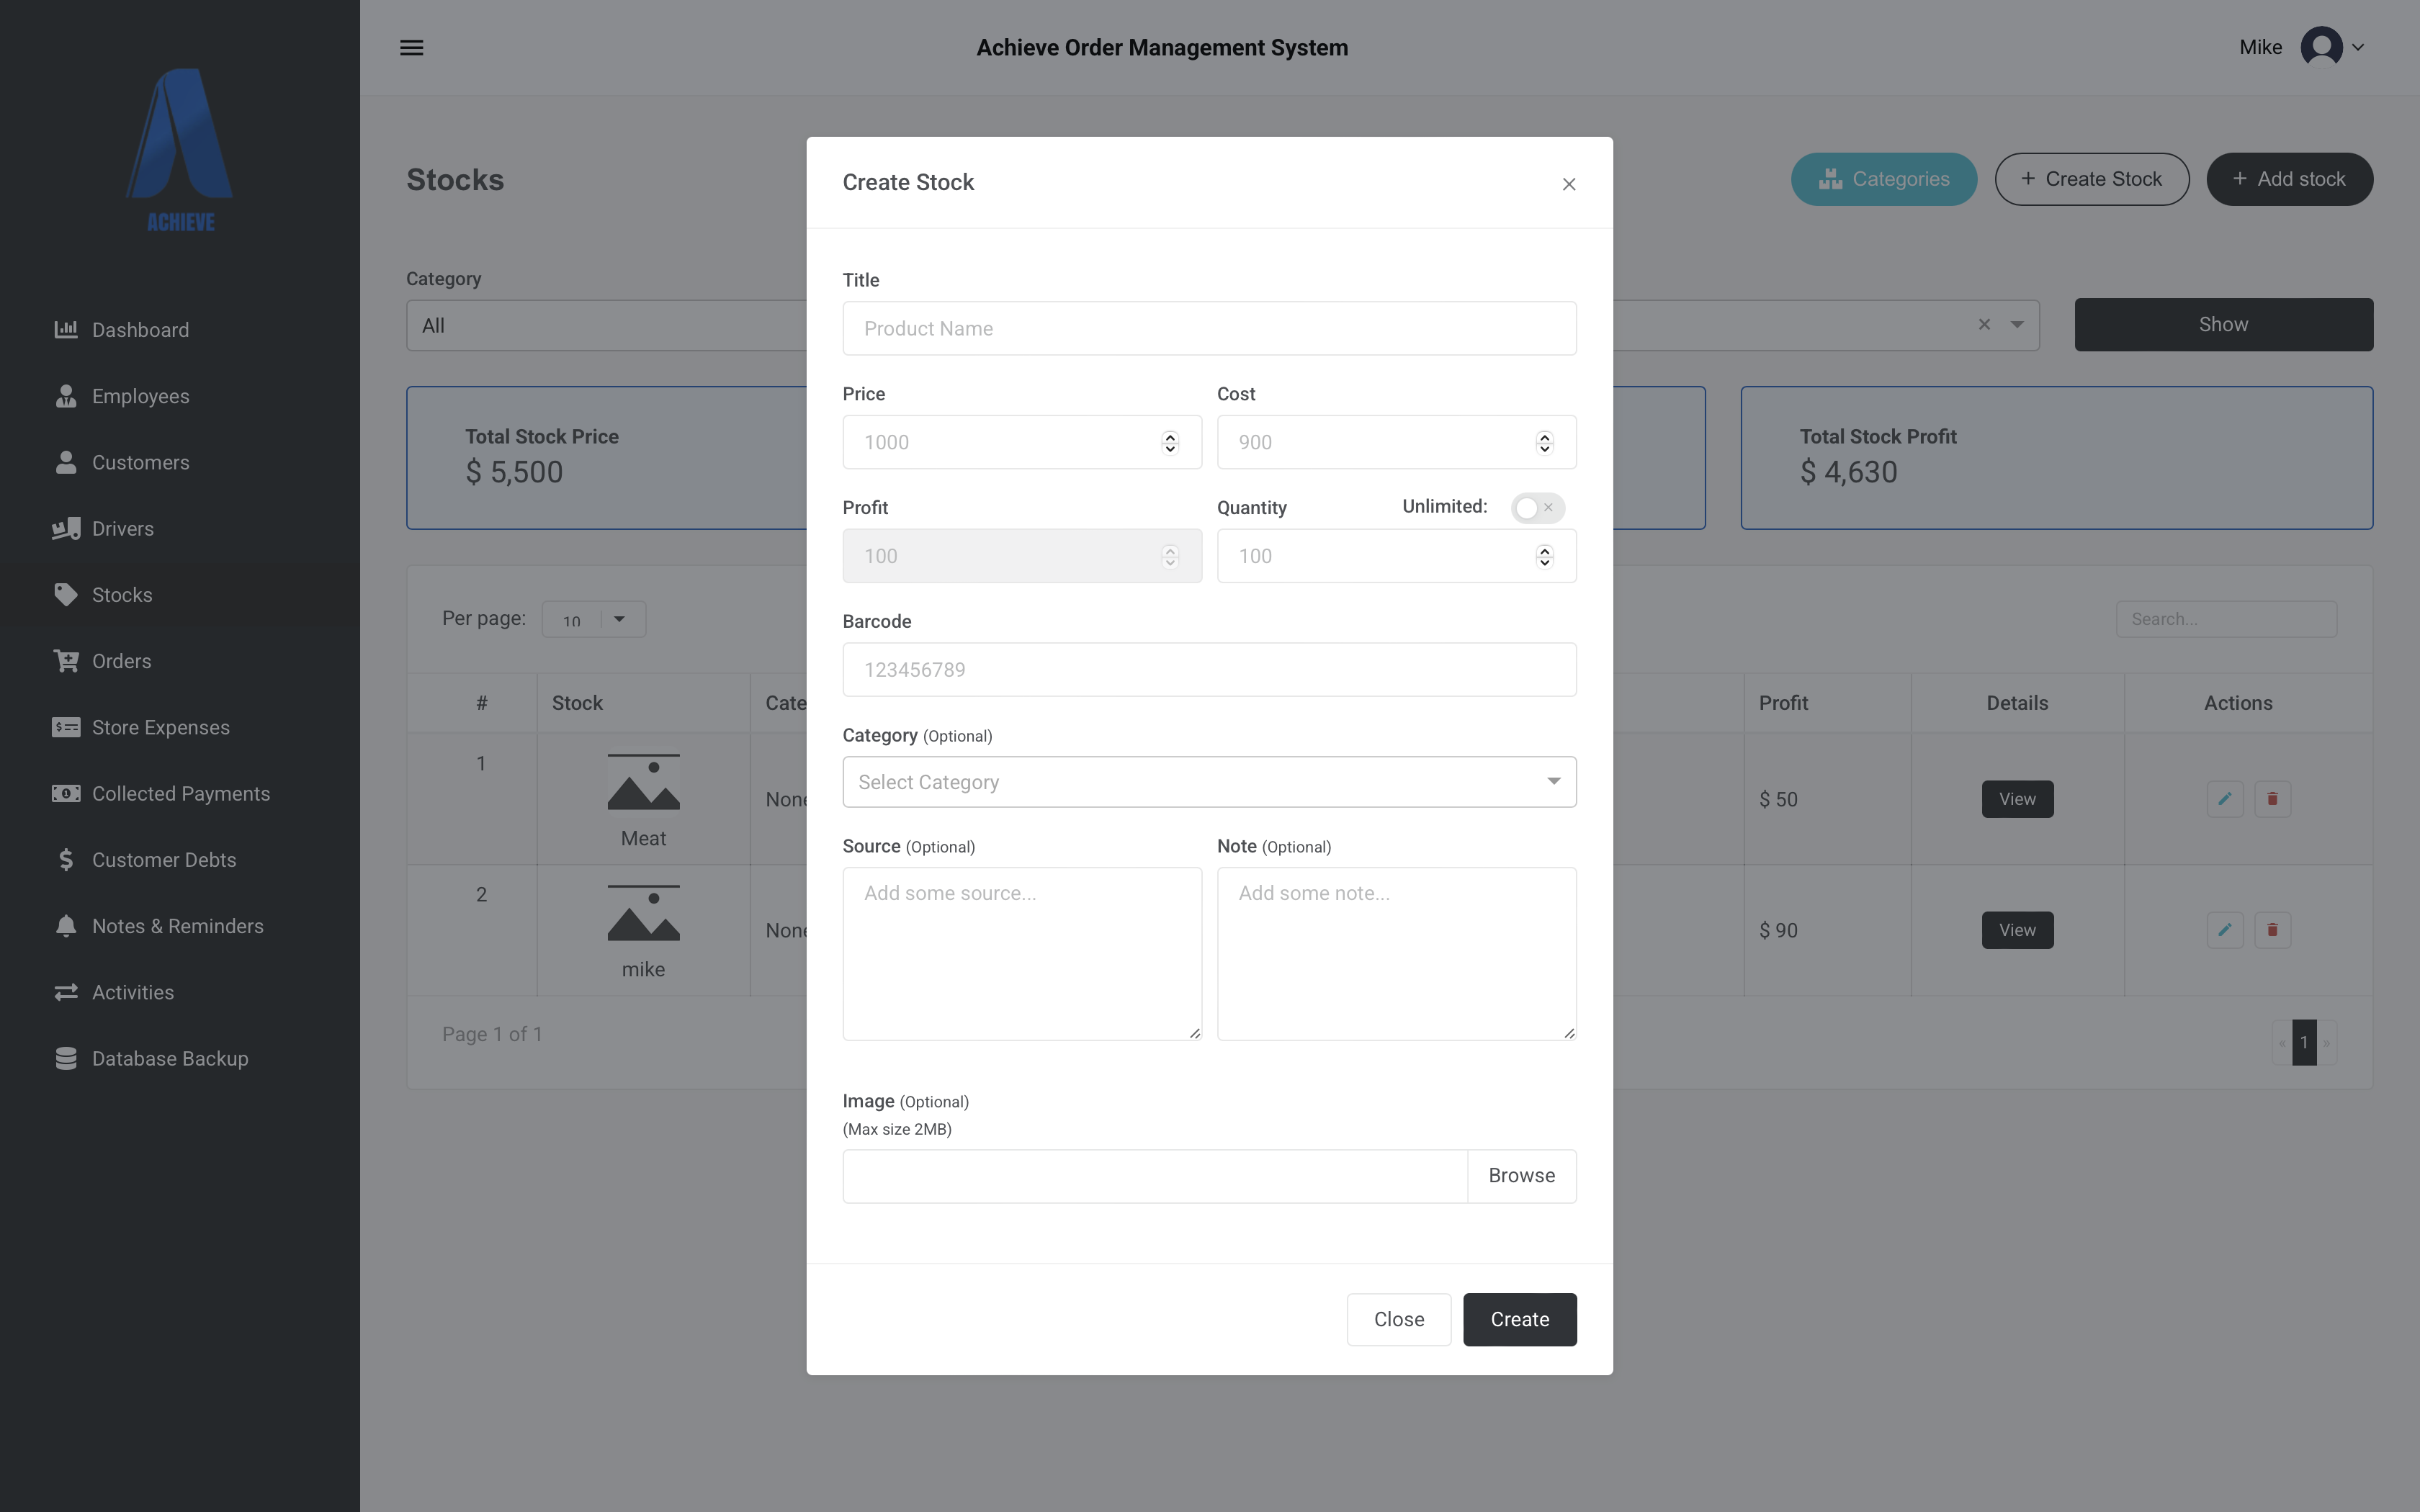 ACHIEVE
Dashboard
Employees
Customers
Drivers
Stocks
Orders
Store Expenses
Collected Payments
Customer Debts
Notes & Reminders
Activities
Database Backup
Achieve Order Management System
Mike
Stocks
Categories
+ Create Stock
+ Add stock
Category
All
Show
Total Stock Price
$ 5,500
Total Stock Profit
$ 4,630
Per page:
10
Search...
# Stock Cate Profit Details Actions
1 Meat None $ 50 View
2 mike None $ 90 View
Page 1 of 1
« 1 »
Create Stock
Title
Product Name
Price Cost
1000 900
Profit Quantity Unlimited:
100 100
Barcode
123456789
Category (Optional)
Select Category
Source (Optional) Note (Optional)
Add some source... Add some note...
Image (Optional)
(Max size 2MB)
Browse
Close Create